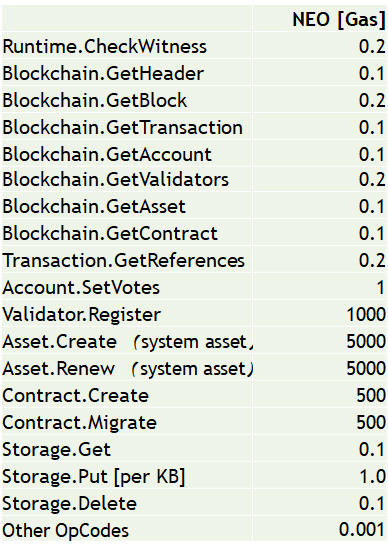 NEO [Gas]
Runtime.CheckWitness 0.2
Blockchain.GetHeader 0.1
Blockchain.GetBlock 0.2
Blockchain.GetTransaction 0.1
Blockchain.GetAccount 0.1
Blockchain.GetValidators 0.2
Blockchain.GetAsset 0.1
Blockchain.GetContract 0.1
Transaction.GetReferences 0.2
Account.SetVotes 1
Validator.Register 1000
Asset.Create (system asset) 5000
Asset.Renew (system asset) 5000
Contract.Create 500
Contract.Migrate 500
Storage.Get 0.1
Storage.Put [per KB] 1.0
Storage.Delete 0.1
Other OpCodes 0.001